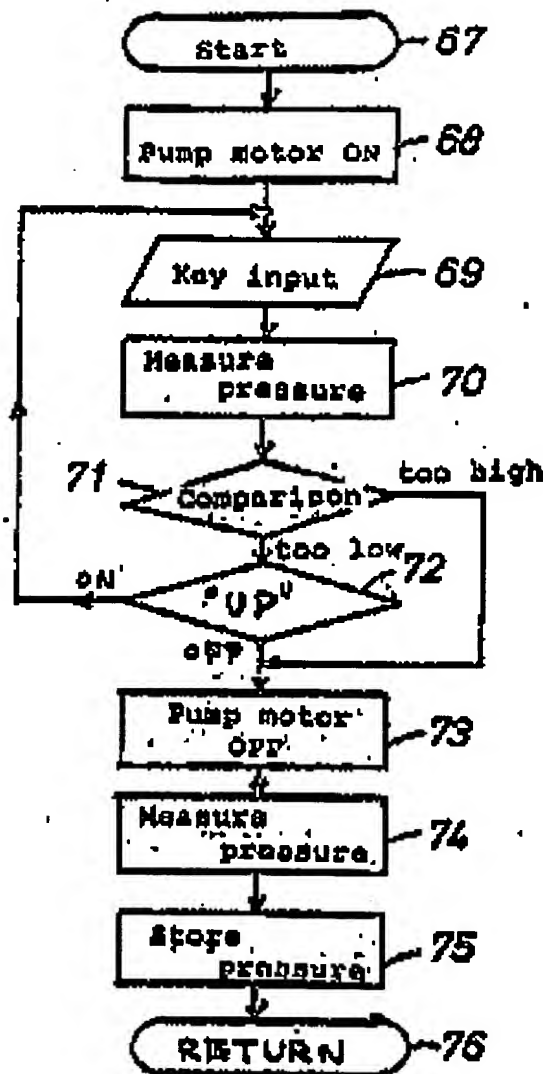 Start 67
Pump motor ON 68
Key input 69
Measure
pressure 70
71 Comparison too high
too low
ON "UP" 72
OFF
Pump motor
OFF 73
Measure
pressure 74
Store
pressure 75
RETURN 76